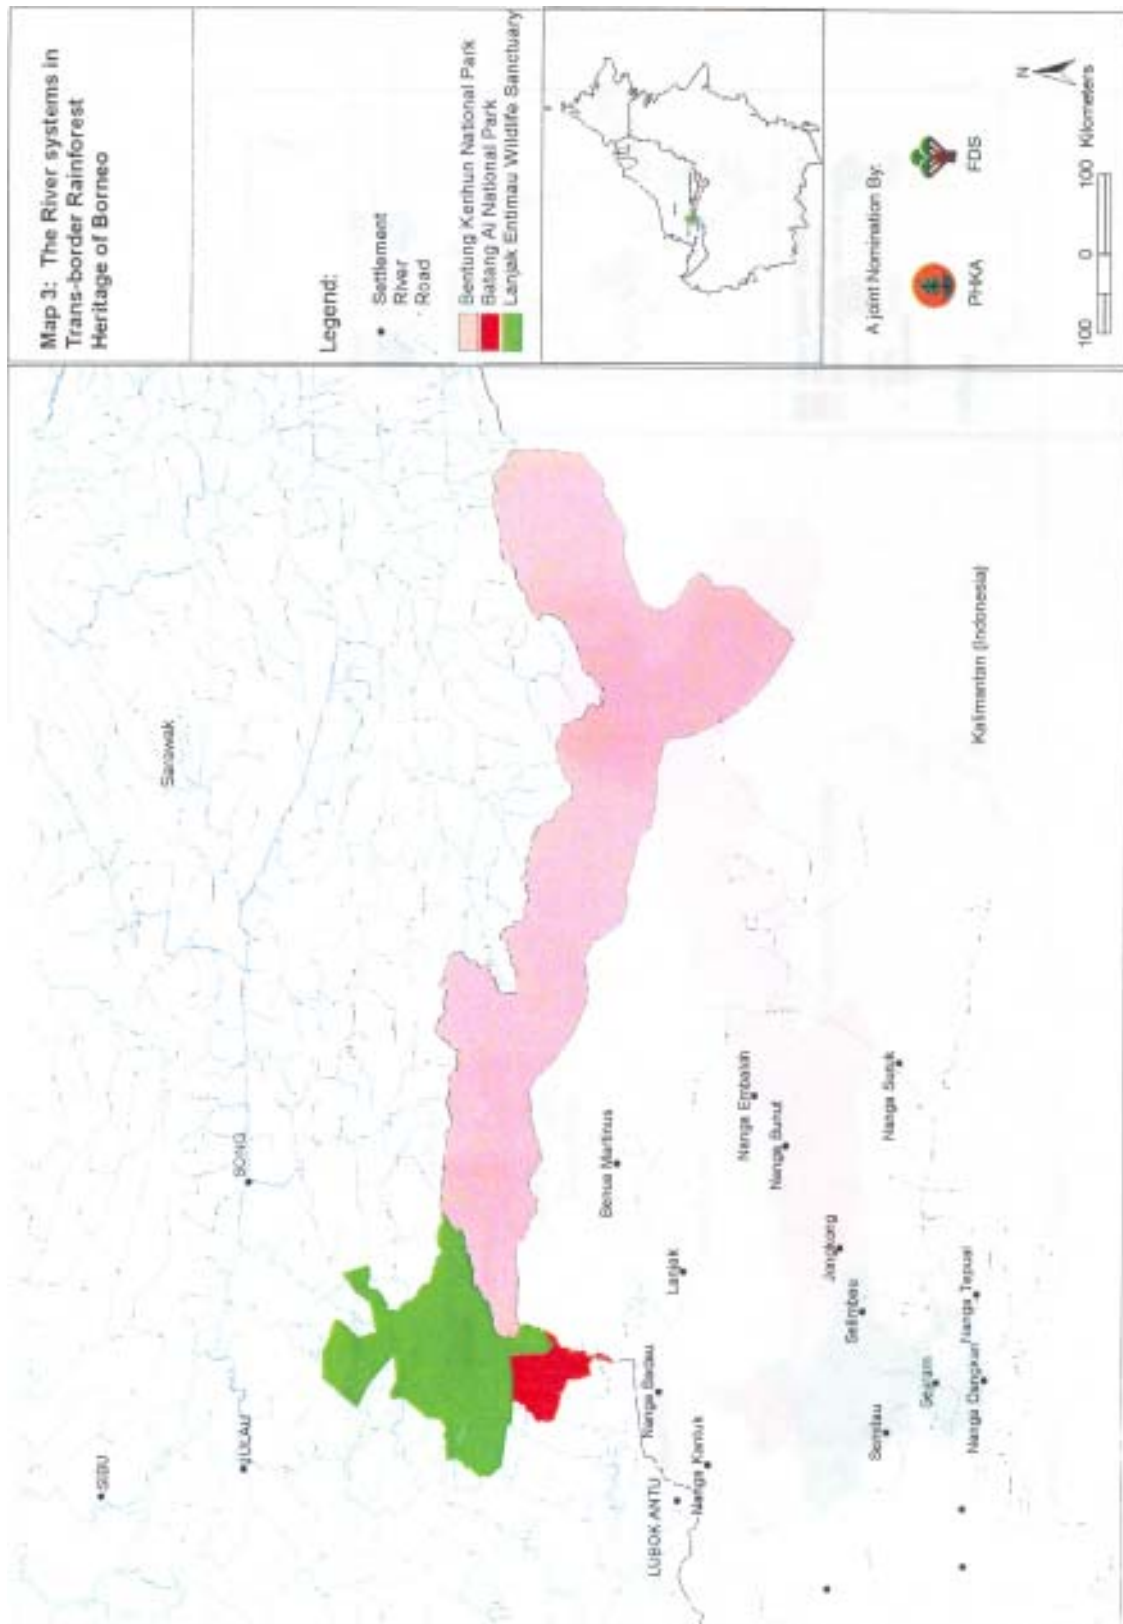 Map 3: The River systems in
Trans-border Rainforest
Heritage of Borneo
Legend:
Settlement
River
Road
Bentung Kerihun National Park
Batang Ai National Park
Lanjak Entimau Wildlife Sanctuary
A joint Nomination By:
PHKA
FDS
N
100 0 100 Kilometers
Sarawak
Kalimantan (Indonesia)
SIBU
JULAU
SONG
LUBOK ANTU
Nanga Badau
Nanga Kantuk
Lanjak
Benua Martinus
Nanga Embaloh
Nanga Bunut
Nanga Suruk
Jongkong
Selimbau
Semitau
Nanga Tepuai
Nanga Dangkan